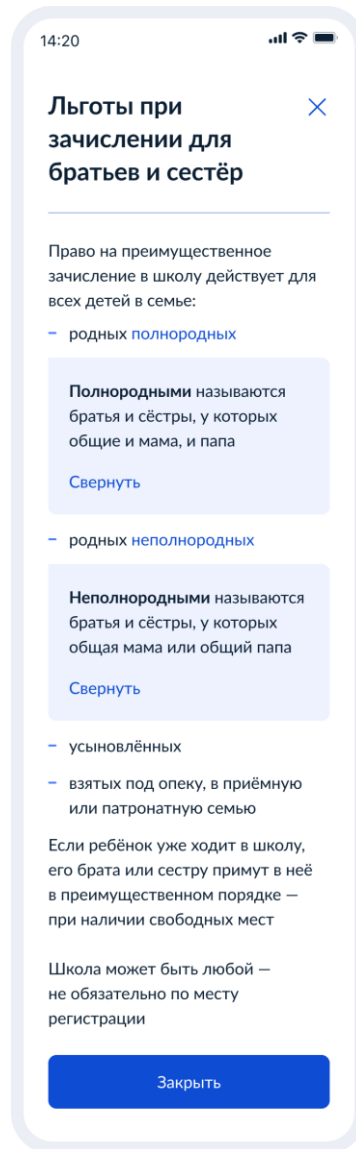 14:20
Льготы при
зачислении для
братьев и сестёр
Право на преимущественное
зачисление в школу действует для
всех детей в семье:
– родных полнородных
Полнородными называются
братья и сёстры, у которых
общие и мама, и папа
Свернуть
– родных неполнородных
Неполнородными называются
братья и сёстры, у которых
общая мама или общий папа
Свернуть
– усыновлённых
– взятых под опеку, в приёмную
или патронатную семью
Если ребёнок уже ходит в школу,
его брата или сестру примут в неё
в преимущественном порядке —
при наличии свободных мест
Школа может быть любой —
не обязательно по месту
регистрации
Закрыть